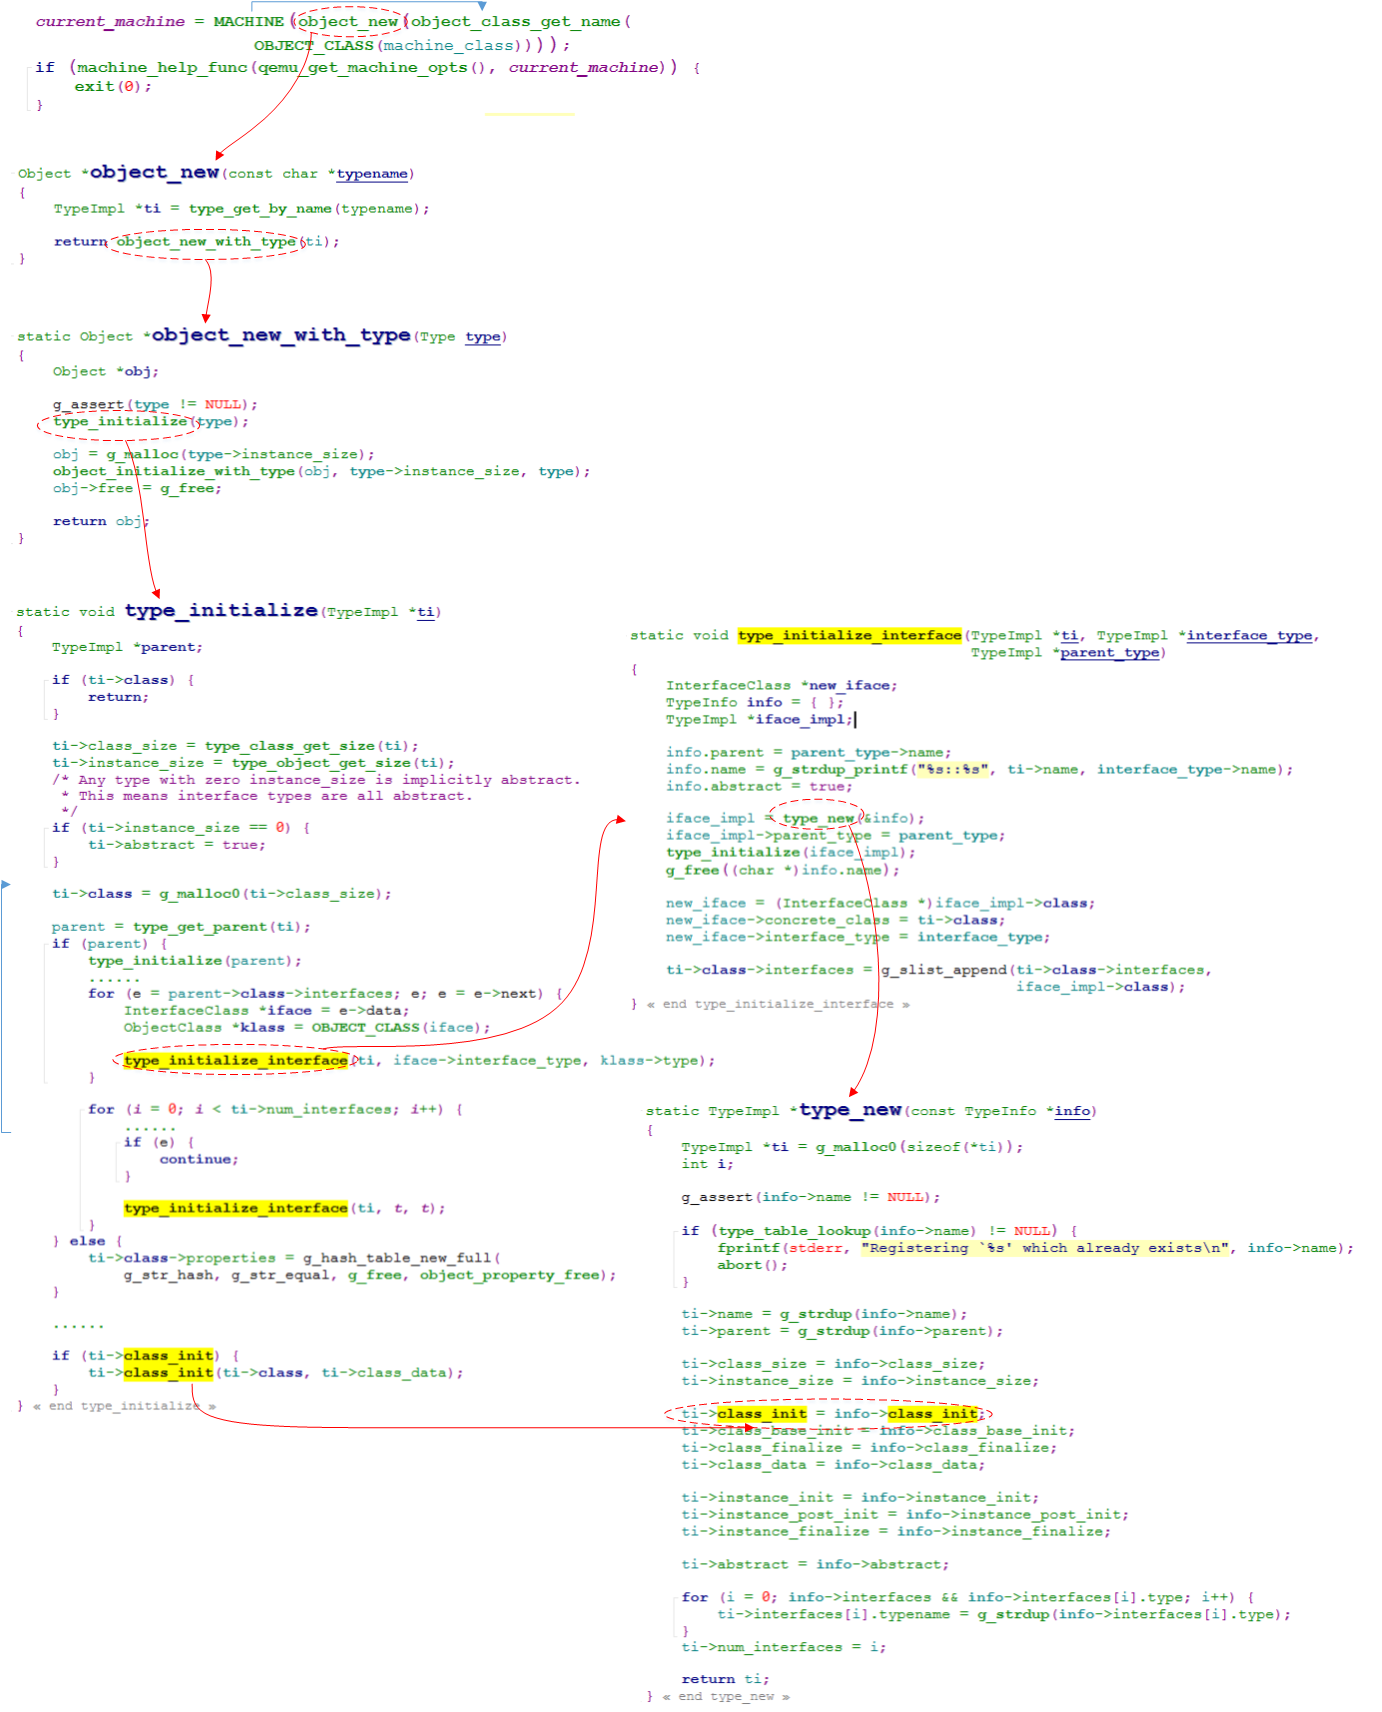 current_machine = MACHINE(object_new(object_class_get_name(
OBJECT_CLASS(machine_class))));
if (machine_help_func(qemu_get_machine_opts(), current_machine)) {
exit(0);
}
Object *object_new(const char *typename)
{
TypeImpl *ti = type_get_by_name(typename);
return object_new_with_type(ti);
}
static Object *object_new_with_type(Type type)
{
Object *obj;
g_assert(type != NULL);
type_initialize(type);
obj = g_malloc(type->instance_size);
object_initialize_with_type(obj, type->instance_size, type);
obj->free = g_free;
return obj;
}
static void type_initialize(TypeImpl *ti)
{
TypeImpl *parent;
if (ti->class) {
return;
}
ti->class_size = type_class_get_size(ti);
ti->instance_size = type_object_get_size(ti);
/* Any type with zero instance_size is implicitly abstract.
* This means interface types are all abstract.
*/
if (ti->instance_size == 0) {
ti->abstract = true;
}
ti->class = g_malloc0(ti->class_size);
parent = type_get_parent(ti);
if (parent) {
type_initialize(parent);
......
for (e = parent->class->interfaces; e; e = e->next) {
InterfaceClass *iface = e->data;
ObjectClass *klass = OBJECT_CLASS(iface);
type_initialize_interface(ti, iface->interface_type, klass->type);
}
for (i = 0; i < ti->num_interfaces; i++) {
......
if (e) {
continue;
}
type_initialize_interface(ti, t, t);
}
} else {
ti->class->properties = g_hash_table_new_full(
g_str_hash, g_str_equal, g_free, object_property_free);
}
......
if (ti->class_init) {
ti->class_init(ti->class, ti->class_data);
}
} « end type_initialize »
static void type_initialize_interface(TypeImpl *ti, TypeImpl *interface_type,
TypeImpl *parent_type)
{
InterfaceClass *new_iface;
TypeInfo info = { };
TypeImpl *iface_impl;
info.parent = parent_type->name;
info.name = g_strdup_printf("%s::%s", ti->name, interface_type->name);
info.abstract = true;
iface_impl = type_new(&info);
iface_impl->parent_type = parent_type;
type_initialize(iface_impl);
g_free((char *)info.name);
new_iface = (InterfaceClass *)iface_impl->class;
new_iface->concrete_class = ti->class;
new_iface->interface_type = interface_type;
ti->class->interfaces = g_slist_append(ti->class->interfaces,
iface_impl->class);
} « end type_initialize_interface »
static TypeImpl *type_new(const TypeInfo *info)
{
TypeImpl *ti = g_malloc0(sizeof(*ti));
int i;
g_assert(info->name != NULL);
if (type_table_lookup(info->name) != NULL) {
fprintf(stderr, "Registering `%s' which already exists\n", info->name);
abort();
}
ti->name = g_strdup(info->name);
ti->parent = g_strdup(info->parent);
ti->class_size = info->class_size;
ti->instance_size = info->instance_size;
ti->class_init = info->class_init;
ti->class_base_init = info->class_base_init;
ti->class_finalize = info->class_finalize;
ti->class_data = info->class_data;
ti->instance_init = info->instance_init;
ti->instance_post_init = info->instance_post_init;
ti->instance_finalize = info->instance_finalize;
ti->abstract = info->abstract;
for (i = 0; info->interfaces && info->interfaces[i].type; i++) {
ti->interfaces[i].typename = g_strdup(info->interfaces[i].type);
}
ti->num_interfaces = i;
return ti;
} « end type_new »